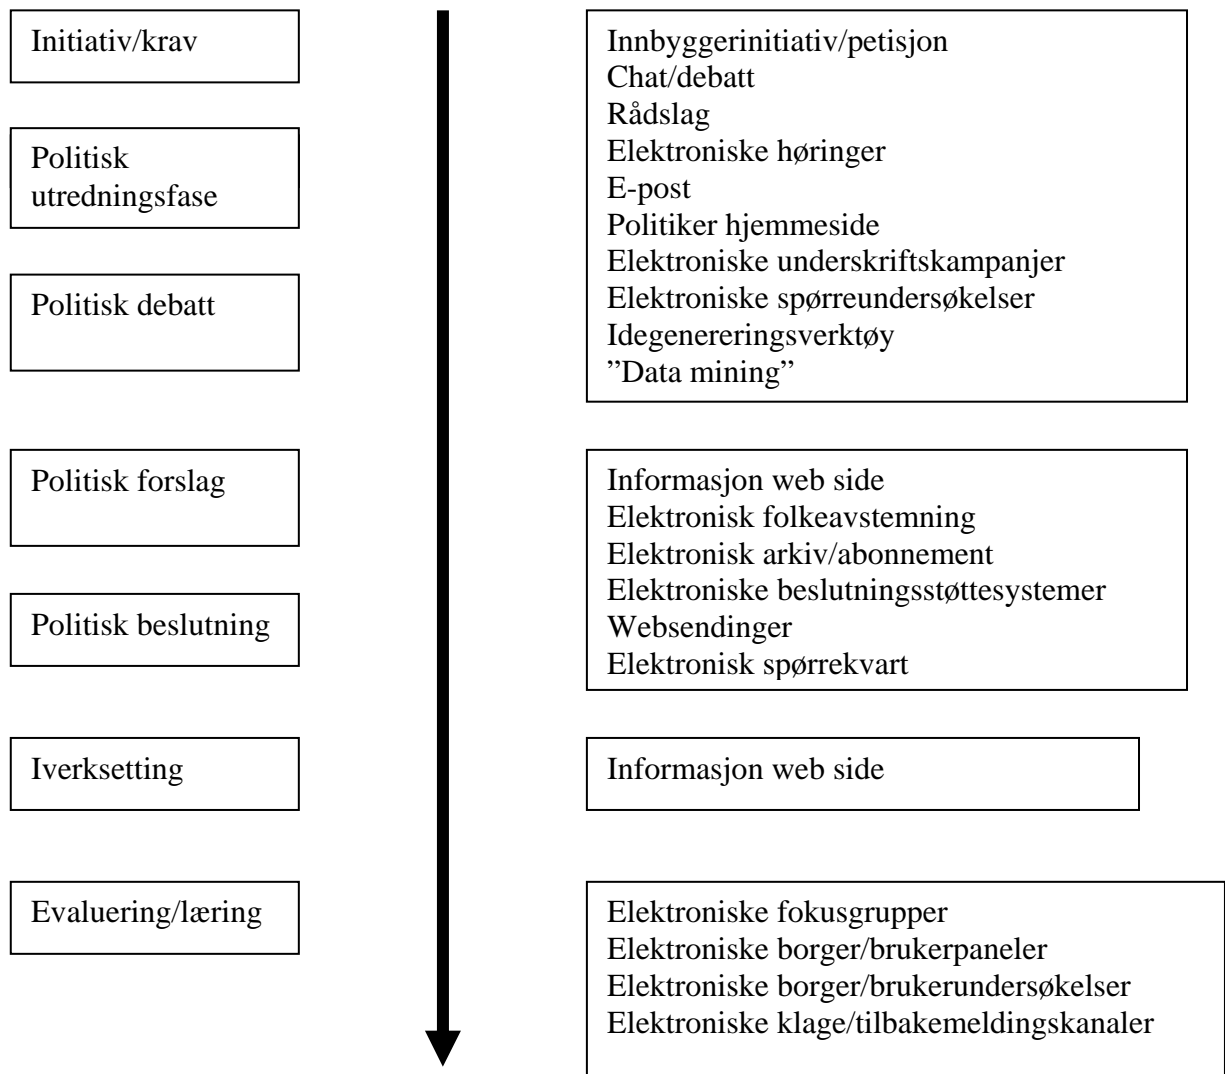 Initiativ/krav
Politisk
utredningsfase
Politisk debatt
Innbyggerinitiativ/petisjon
Chat/debatt
Rådslag
Elektroniske høringer
E-post
Politiker hjemmeside
Elektroniske underskriftskampanjer
Elektroniske spørreundersøkelser
Idegenereringsverktøy
”Data mining”
Politisk forslag
Politisk beslutning
Informasjon web side
Elektronisk folkeavstemning
Elektronisk arkiv/abonnement
Elektroniske beslutningsstøttesystemer
Websendinger
Elektronisk spørrekvart
Iverksetting
Informasjon web side
Evaluering/læring
Elektroniske fokusgrupper
Elektroniske borger/brukerpaneler
Elektroniske borger/brukerundersøkelser
Elektroniske klage/tilbakemeldingskanaler